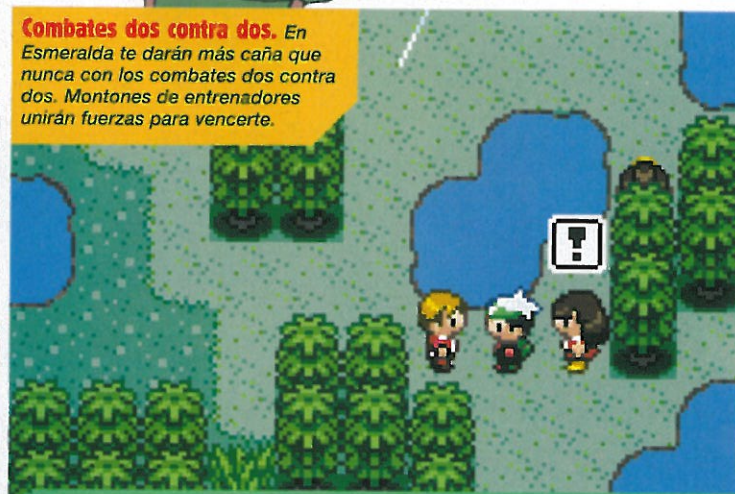 Combates dos contra dos. En
Esmeralda te darán más caña que
nunca con los combates dos contra
dos. Montones de entrenadores
unirán fuerzas para vencerte.
!